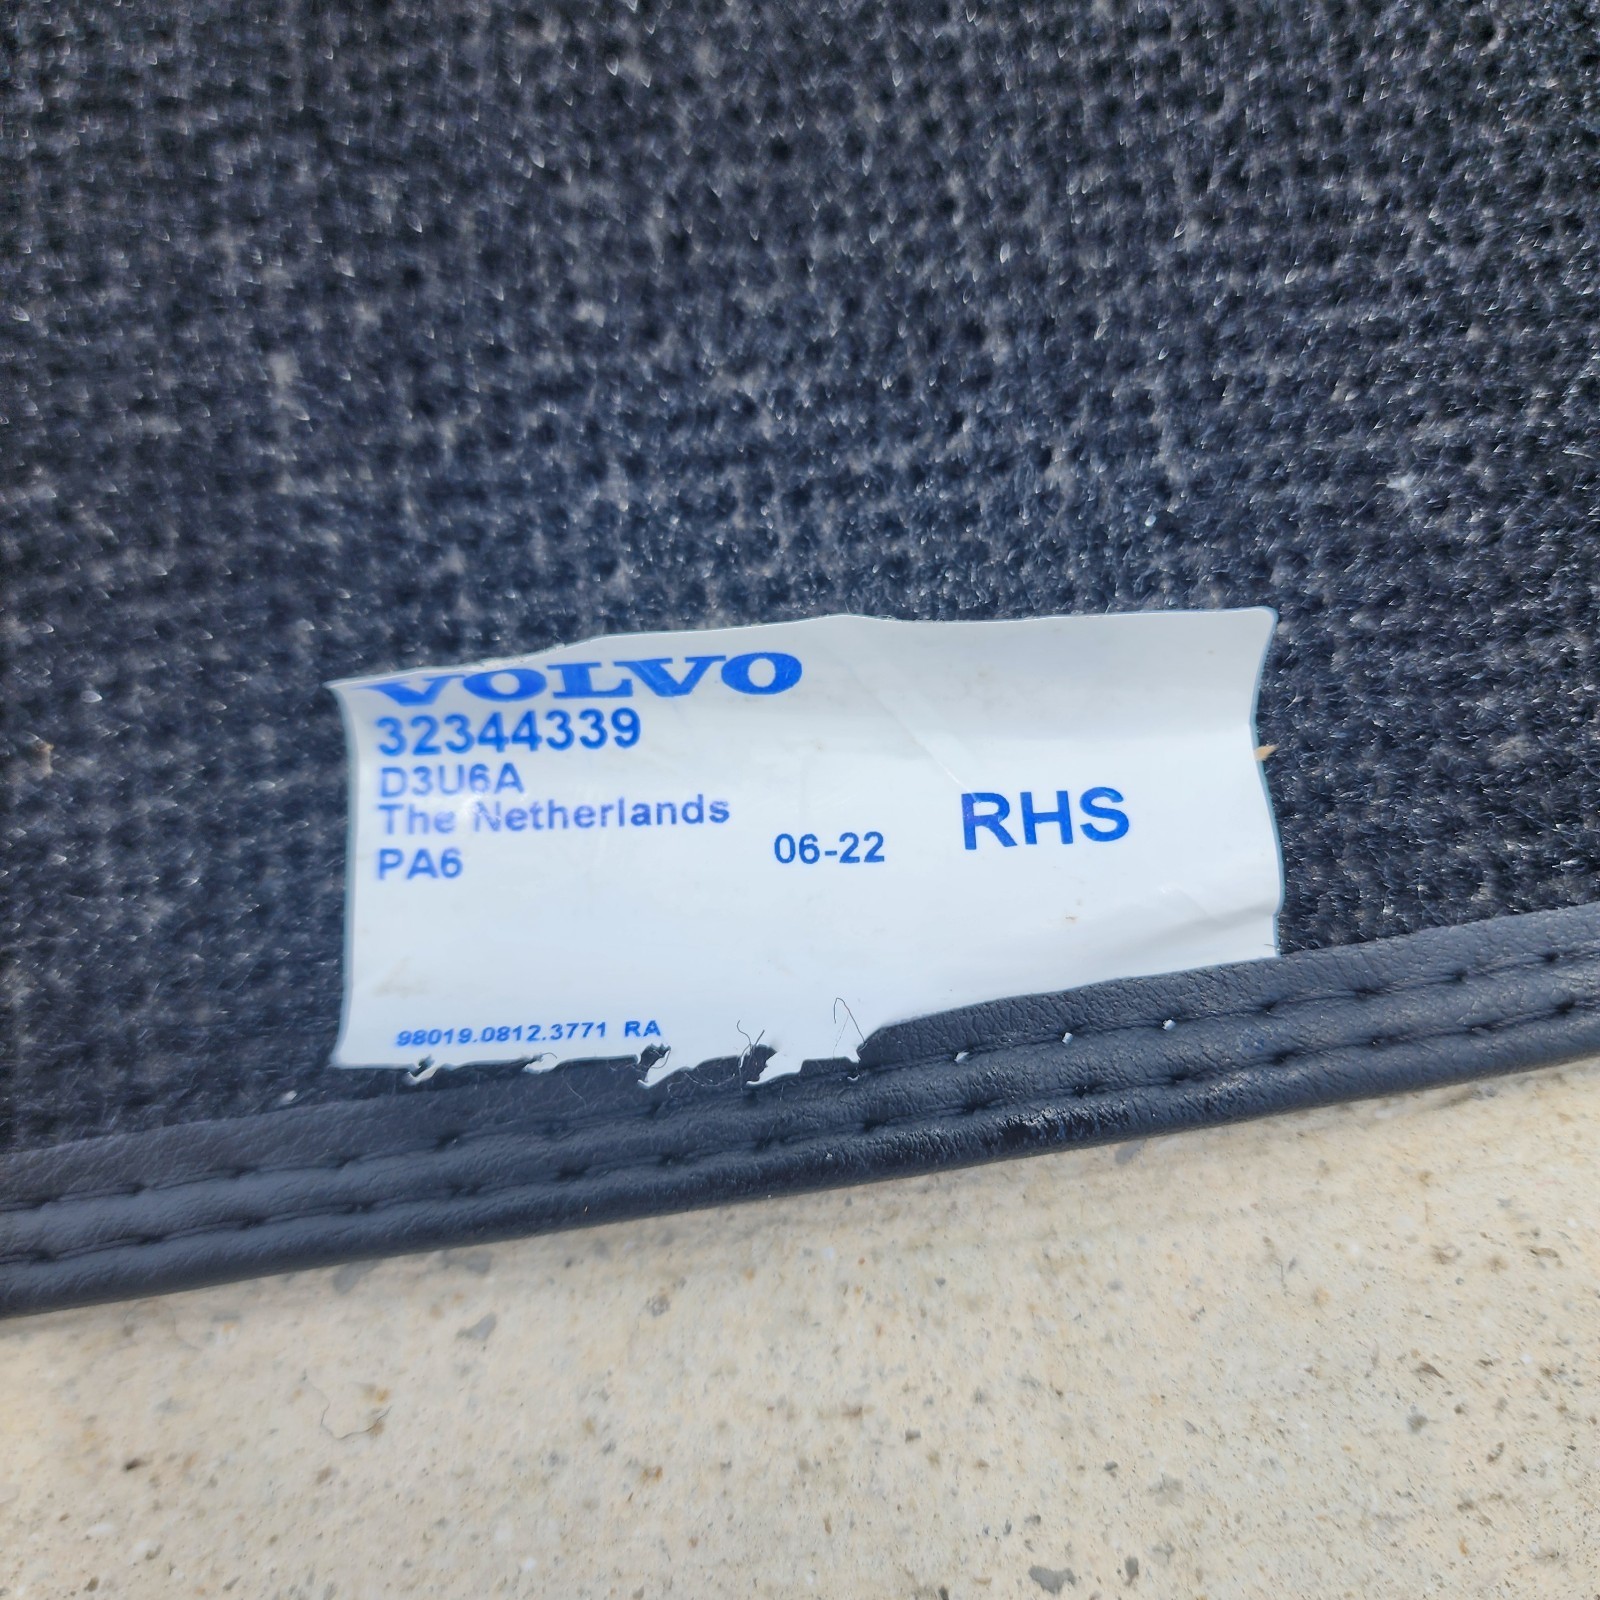 VOLVO
32344339
D3U6A
The Netherlands
PA6
06-22
RHS
98019.0812.3771 RA